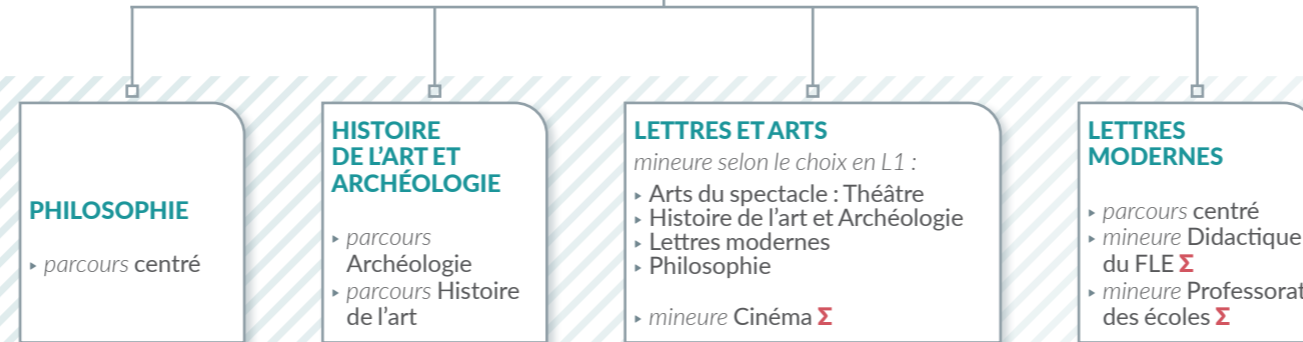 PHILOSOPHIE
▸ parcours centré
HISTOIRE
DE L'ART ET
ARCHÉOLOGIE
▸ parcours
Archéologie
▸ parcours Histoire
de l'art
LETTRES ET ARTS
mineure selon le choix en L1 :
▸ Arts du spectacle : Théâtre
▸ Histoire de l'art et Archéologie
▸ Lettres modernes
▸ Philosophie
▸ mineure Cinéma Σ
LETTRES
MODERNES
▸ parcours centré
▸ mineure Didactique
du FLE Σ
▸ mineure Professorat
des écoles Σ